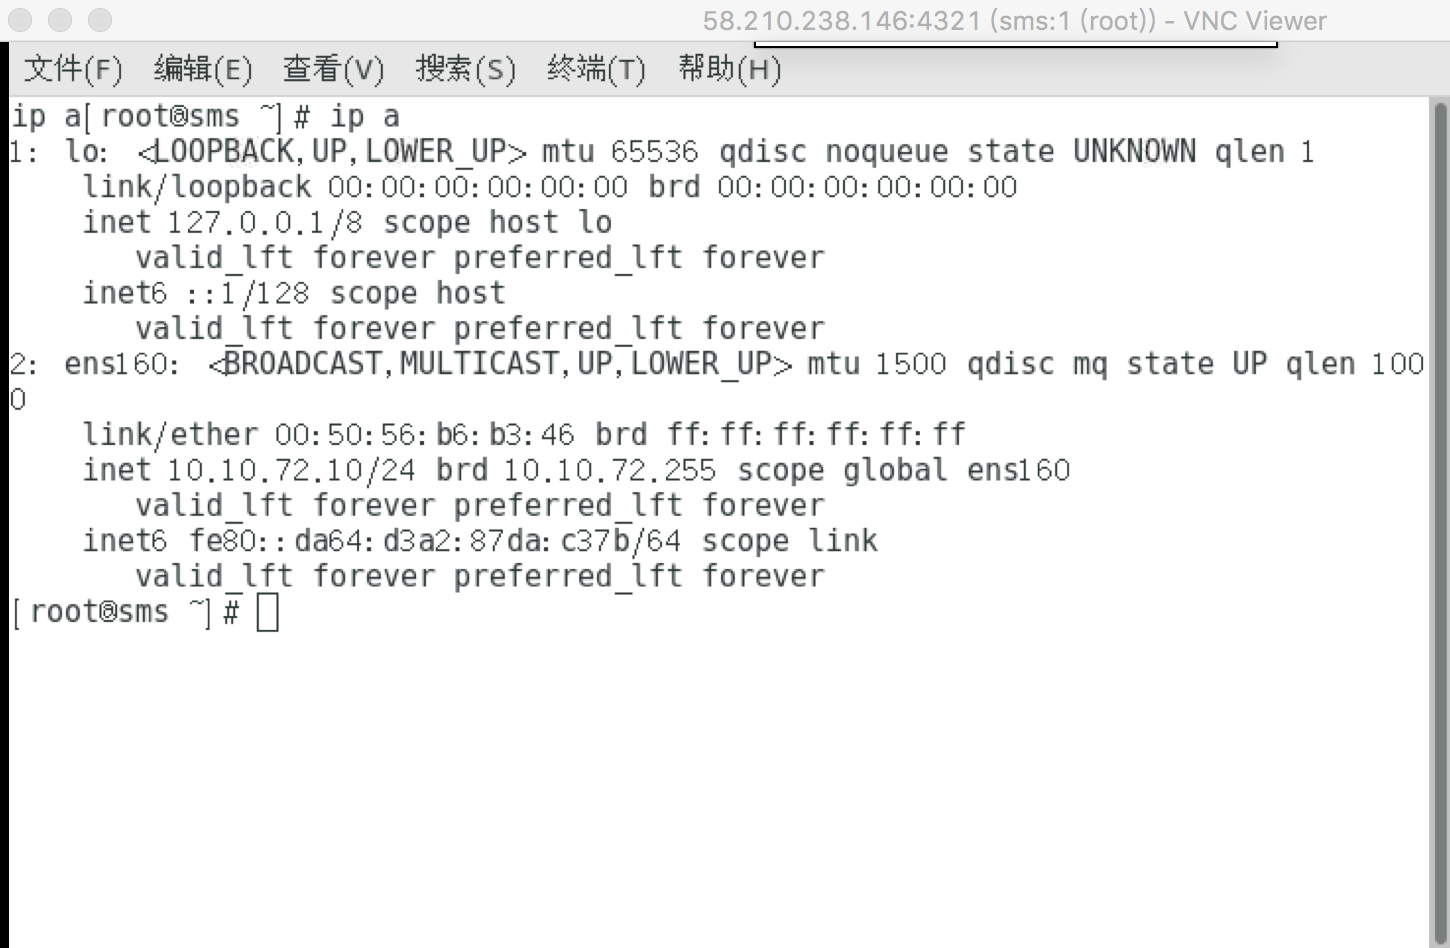 58.210.238.146:4321 (sms:1 (root)) - VNC Viewer
文件(F) 编辑(E) 查看(V) 搜索(S) 终端(T) 帮助(H)
ip a[root@sms ~]# ip a
1: lo: <LOOPBACK,UP,LOWER_UP> mtu 65536 qdisc noqueue state UNKNOWN qlen 1
    link/loopback 00:00:00:00:00:00 brd 00:00:00:00:00:00
    inet 127.0.0.1/8 scope host lo
       valid_lft forever preferred_lft forever
    inet6 ::1/128 scope host
       valid_lft forever preferred_lft forever
2: ens160: <BROADCAST,MULTICAST,UP,LOWER_UP> mtu 1500 qdisc mq state UP qlen 100
0
    link/ether 00:50:56:b6:b3:46 brd ff:ff:ff:ff:ff:ff
    inet 10.10.72.10/24 brd 10.10.72.255 scope global ens160
       valid_lft forever preferred_lft forever
    inet6 fe80::da64:d3a2:87da:c37b/64 scope link
       valid_lft forever preferred_lft forever
[root@sms ~]#